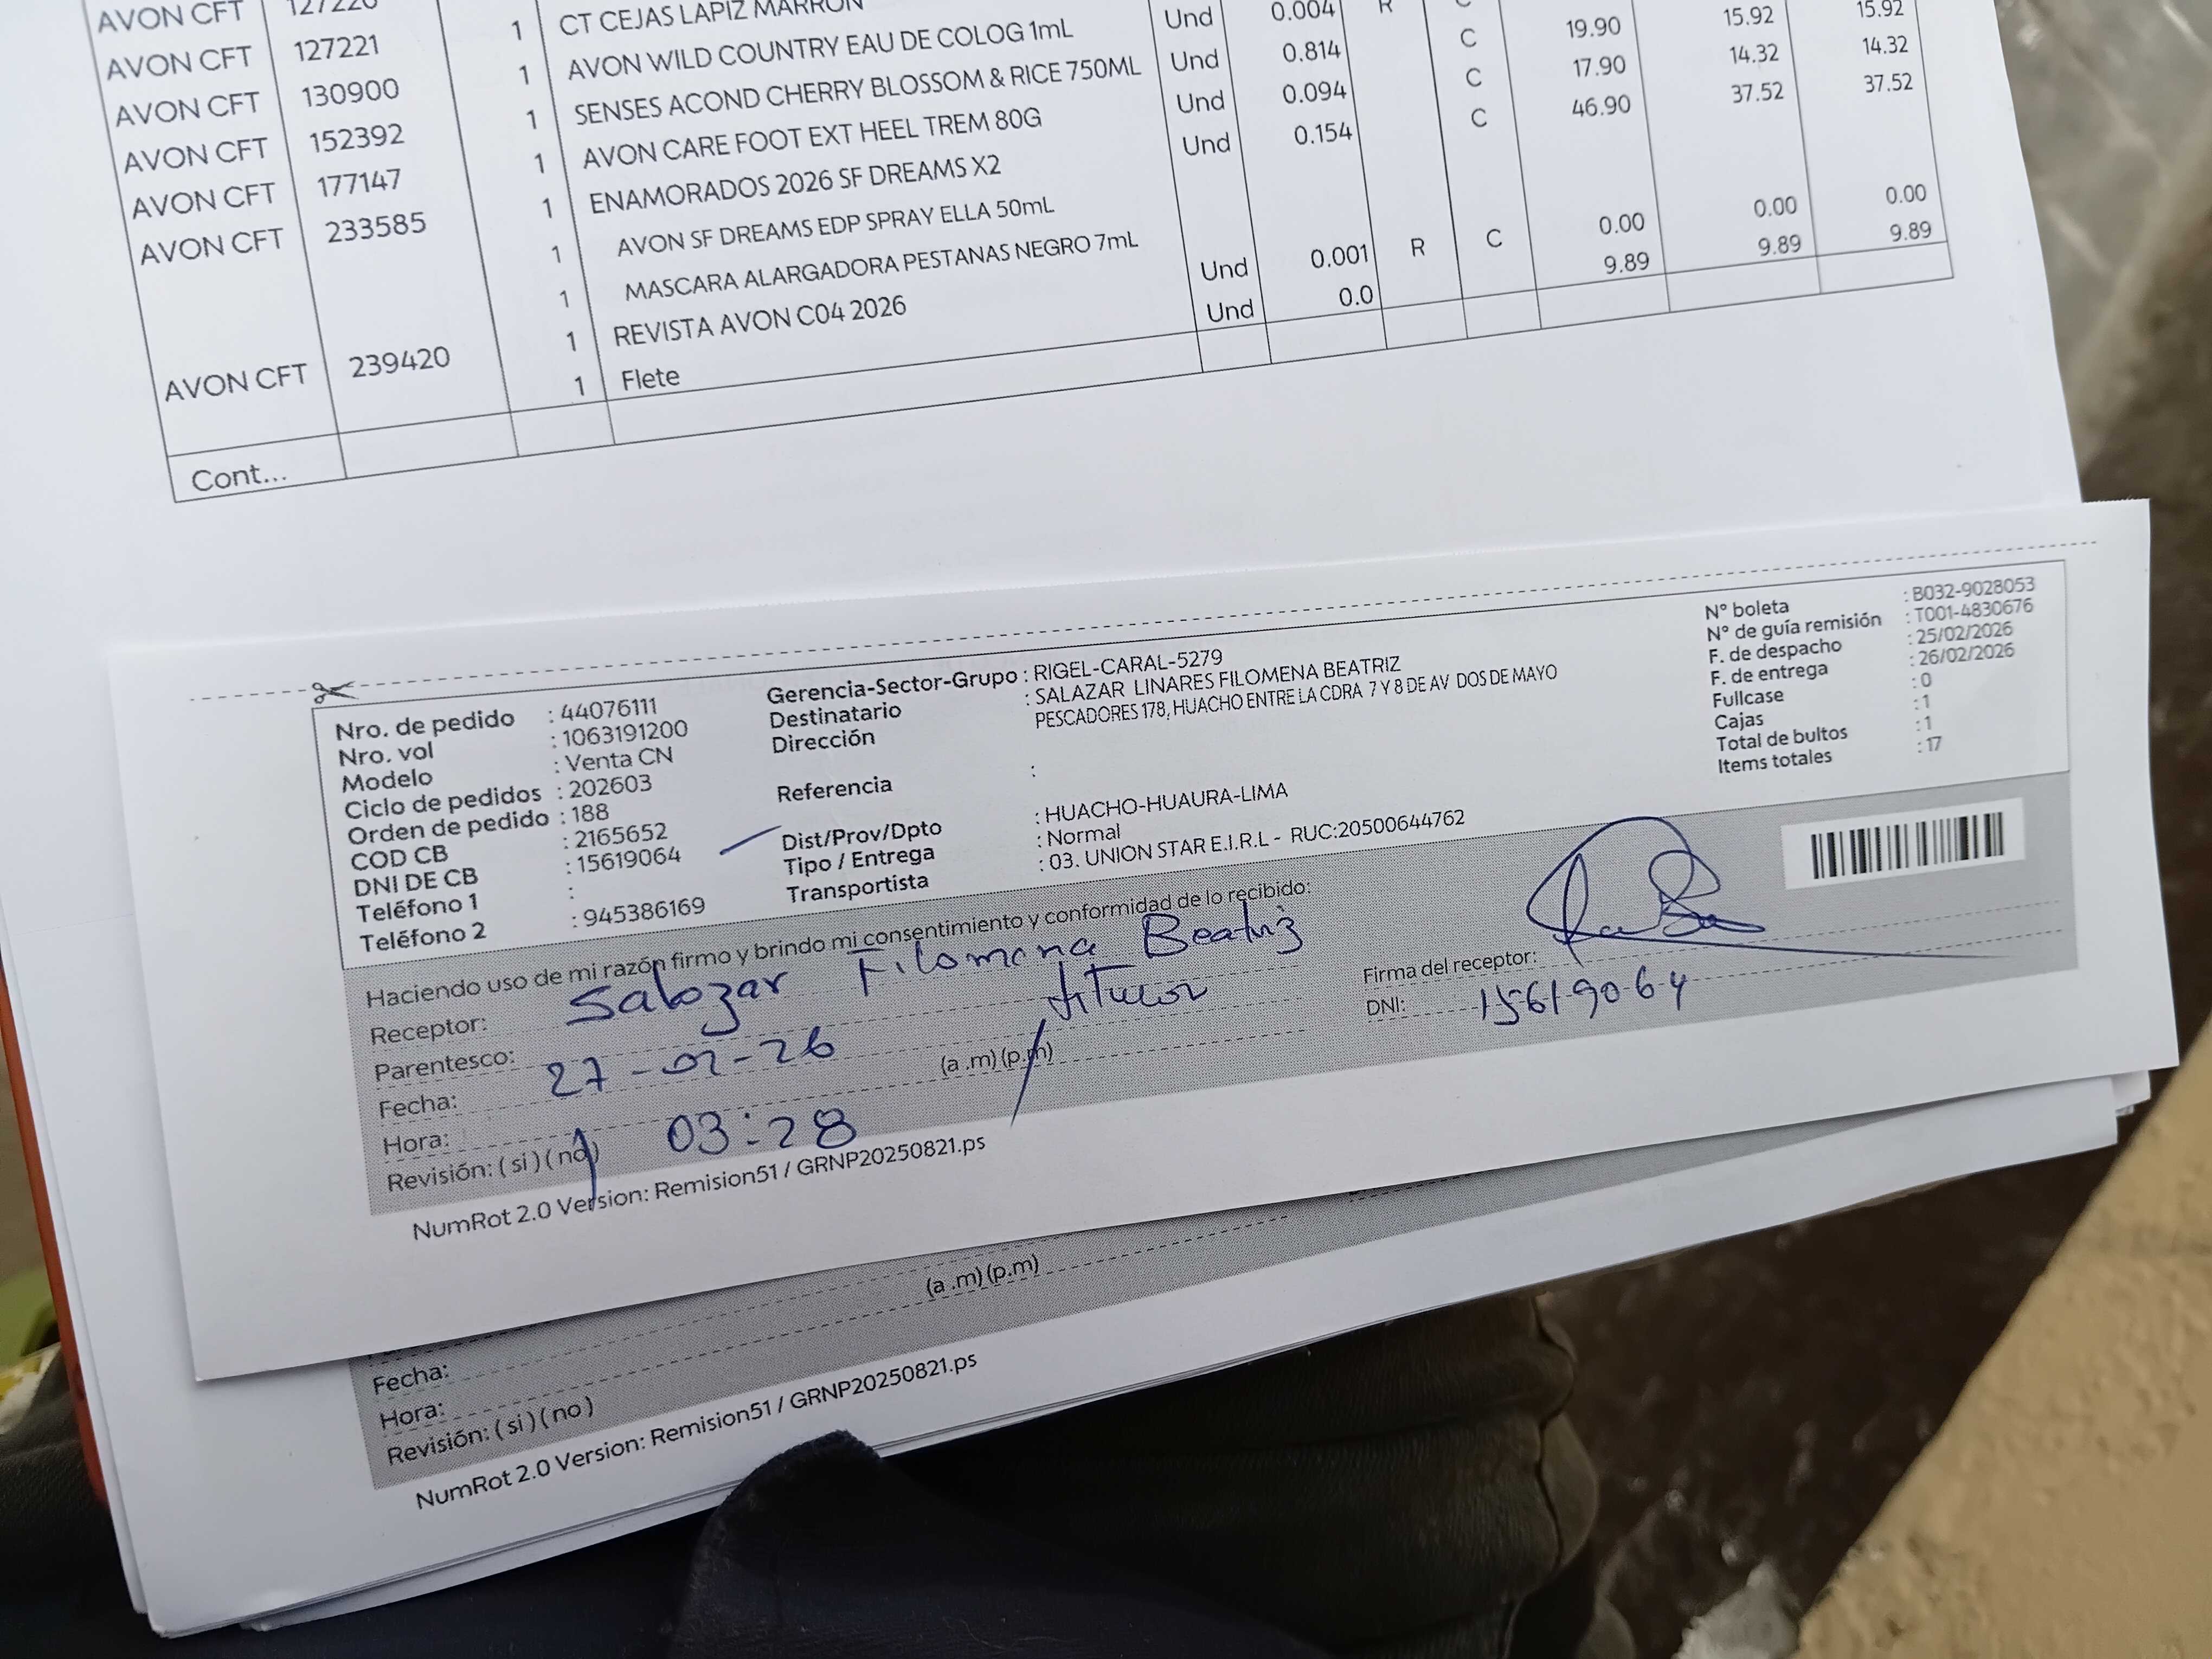 AVON CFT 127220 1 CT CEJAS LAPIZ MARRON Und 0.004 R C 19.90 15.92 15.92
AVON CFT 127221 1 AVON WILD COUNTRY EAU DE COLOG 1mL Und 0.814 C 17.90 14.32 14.32
AVON CFT 130900 1 SENSES ACOND CHERRY BLOSSOM & RICE 750ML Und 0.094 C 46.90 37.52 37.52
AVON CFT 152392 1 AVON CARE FOOT EXT HEEL TREM 80G Und 0.154 C
AVON CFT 177147 1 ENAMORADOS 2026 SF DREAMS X2
AVON CFT 233585 1 AVON SF DREAMS EDP SPRAY ELLA 50mL
1 MASCARA ALARGADORA PESTANAS NEGRO 7mL Und 0.001 R C 0.00 0.00 0.00
1 REVISTA AVON C04 2026 Und 0.0 9.89 9.89 9.89
AVON CFT 239420 1 Flete
Cont...
Nro. de pedido : 44076111
Nro. vol : 1063191200
Modelo : Venta CN
Ciclo de pedidos : 202603
Orden de pedido : 188
COD CB : 2165652
DNI DE CB : 15619064
Teléfono 1 :
Teléfono 2 : 945386169
Gerencia-Sector-Grupo : RIGEL-CARAL-5279
Destinatario : SALAZAR LINARES FILOMENA BEATRIZ
Dirección PESCADORES 178, HUACHO ENTRE LA CDRA 7 Y 8 DE AV DOS DE MAYO
Referencia :
Dist/Prov/Dpto : HUACHO-HUAURA-LIMA
Tipo / Entrega : Normal
Transportista : 03. UNION STAR E.I.R.L - RUC:20500644762
N° boleta : B032-9028053
N° de guía remisión : T001-4830676
F. de despacho : 25/02/2026
F. de entrega : 26/02/2026
Fullcase : 0
Cajas : 1
Total de bultos : 1
Items totales : 17
Haciendo uso de mi razón firmo y brindo mi consentimiento y conformidad de lo recibido:
Receptor: Salazar Filomena Beatriz
Parentesco: titular
Fecha: 27-02-26
Hora: 03:28 (a .m) (p.m)
Revisión: ( si ) ( no )
Firma del receptor:
DNI: 15619064
NumRot 2.0 Version: Remision51 / GRNP20250821.ps
(a .m) (p.m)
Fecha:
Hora:
Revisión: ( si ) ( no )
NumRot 2.0 Version: Remision51 / GRNP20250821.ps